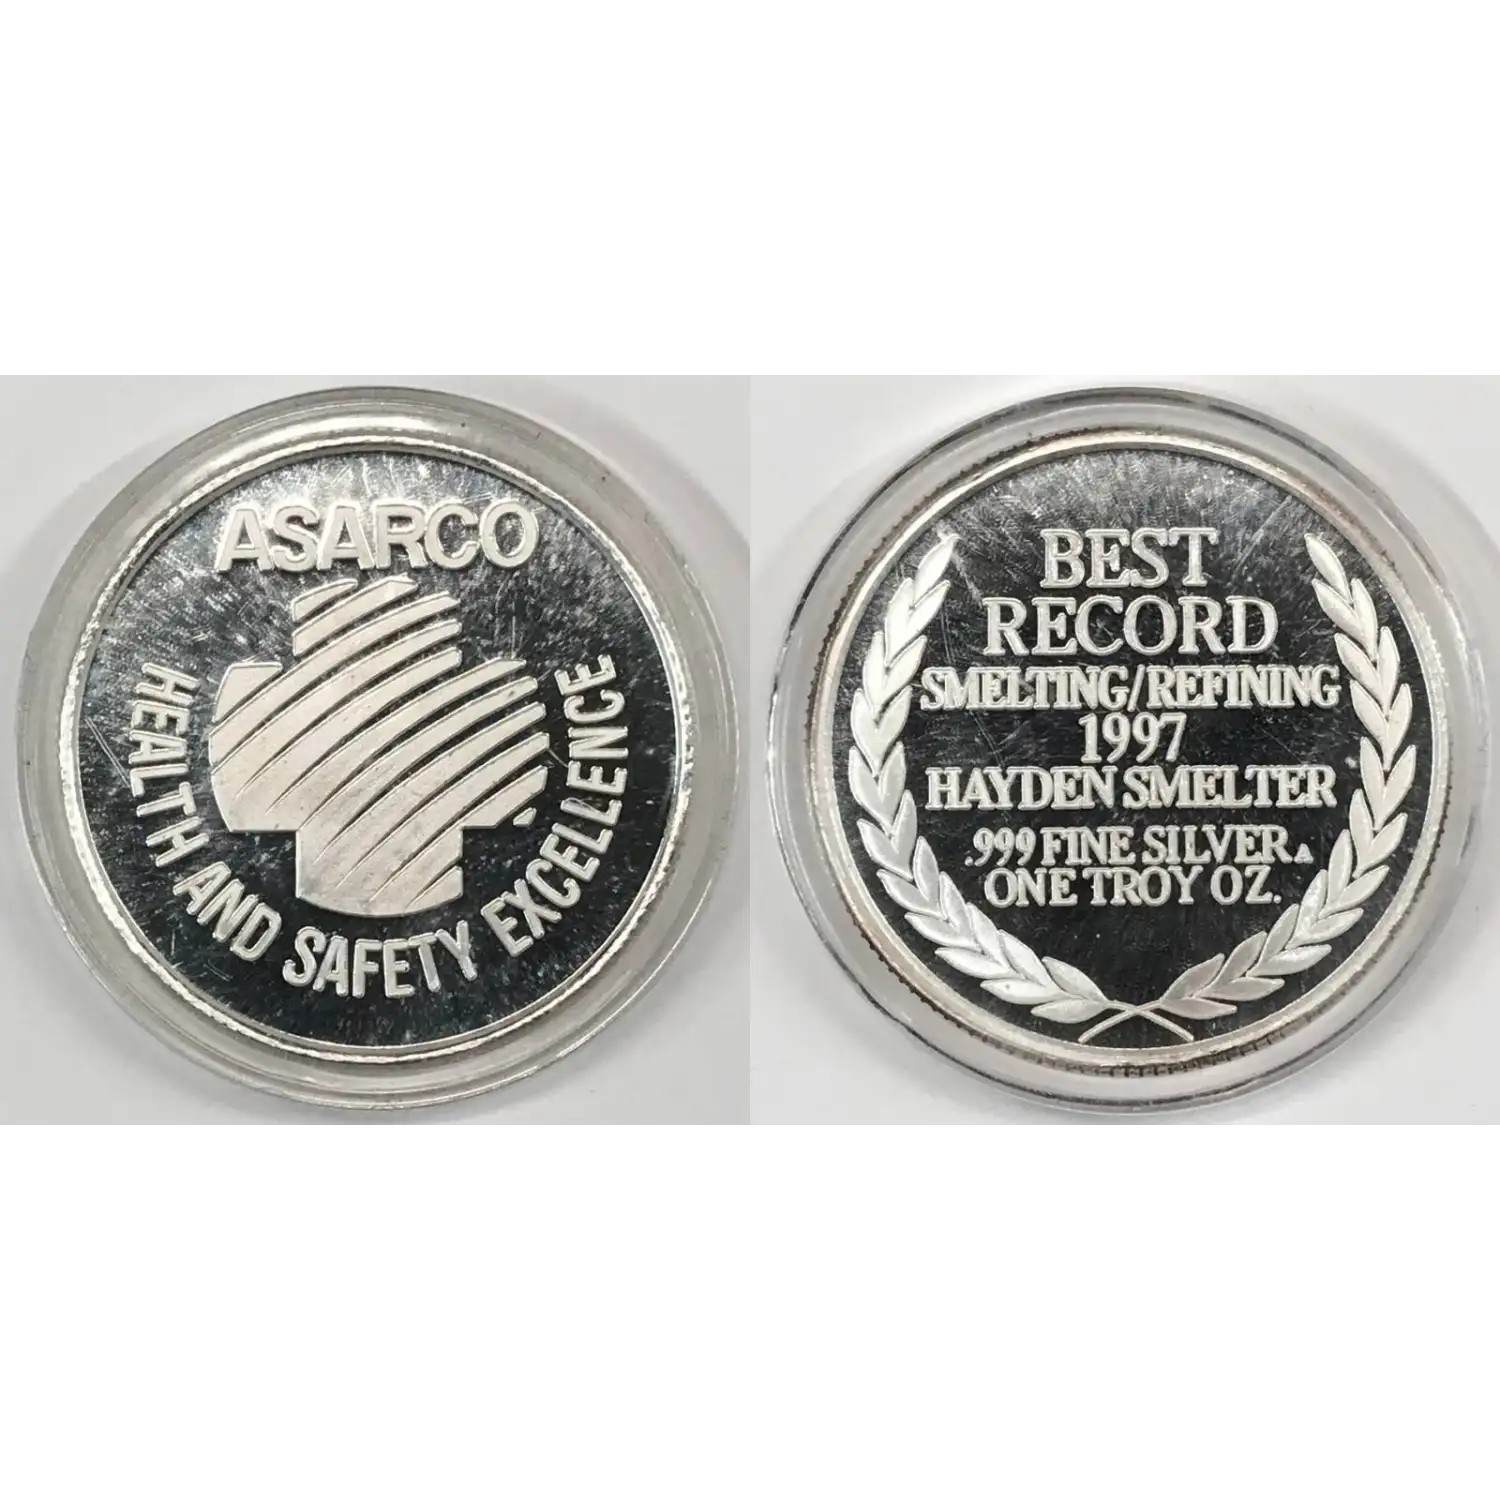 ASARCO
HEALTH AND SAFETY EXCELLENCE
BEST
RECORD
SMELTING/REFINING
1997
HAYDEN SMELTER
.999 FINE SILVER
ONE TROY OZ.